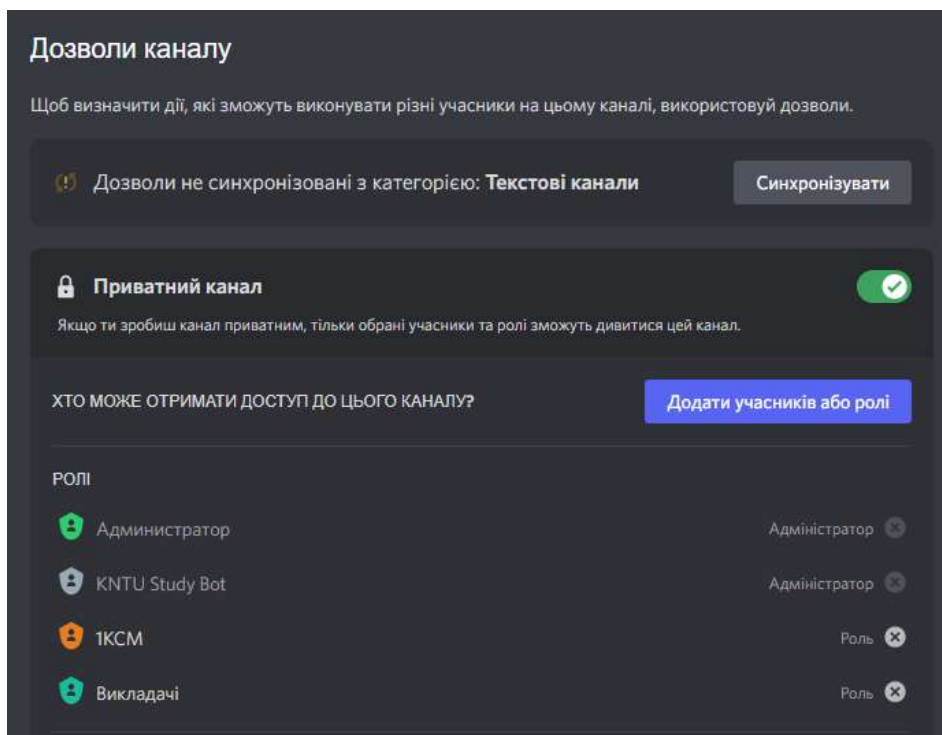 Дозволи каналу
Щоб визначити дії, які зможуть виконувати різні учасники на цьому каналі, використовуй дозволи.
Дозволи не синхронізовані з категорією: Текстові канали
Синхронізувати
Приватний канал
Якщо ти зробиш канал приватним, тільки обрані учасники та ролі зможуть дивитися цей канал.
ХТО МОЖЕ ОТРИМАТИ ДОСТУП ДО ЦЬОГО КАНАЛУ?
Додати учасників або ролі
РОЛІ
Администратор Адміністратор
KNTU Study Bot Адміністратор
1КСМ Роль
Викладачі Роль